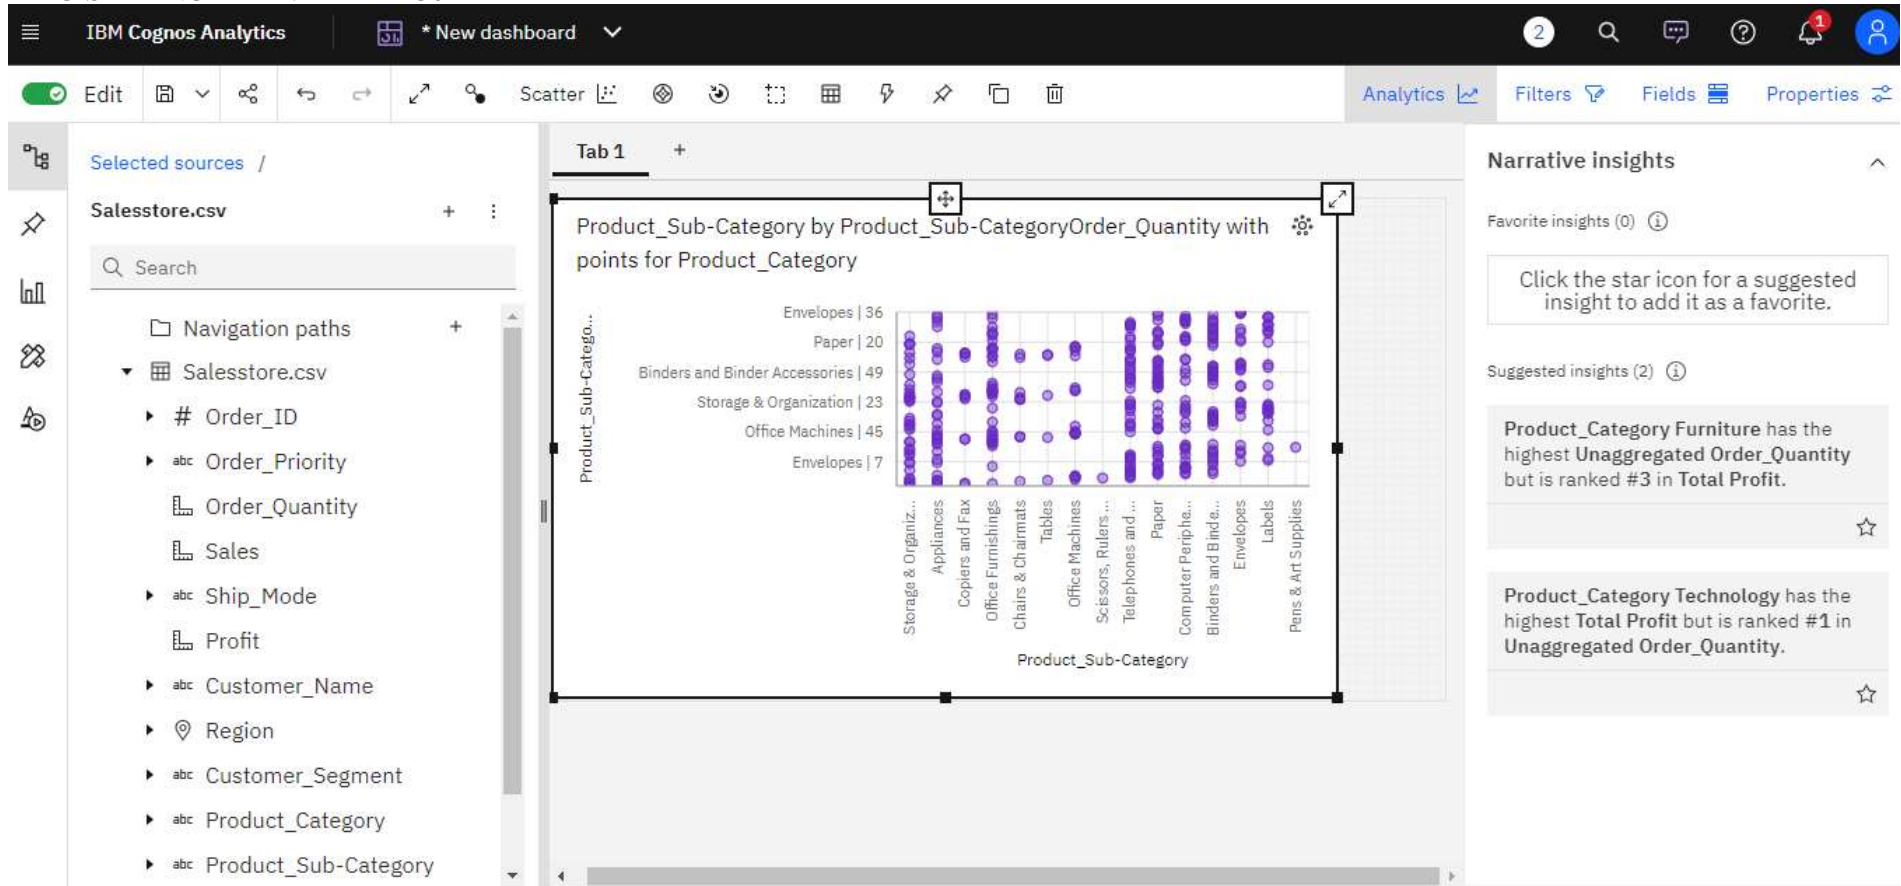 IBM Cognos Analytics
* New dashboard
2
1
Edit
Scatter
Analytics
Filters
Fields
Properties
Selected sources /
Salesstore.csv
Search
Navigation paths
Salesstore.csv
# Order_ID
abc Order_Priority
Order_Quantity
Sales
abc Ship_Mode
Profit
abc Customer_Name
Region
abc Customer_Segment
abc Product_Category
abc Product_Sub-Category
Tab 1
Product_Sub-Category by Product_Sub-CategoryOrder_Quantity with
points for Product_Category
Product_Sub-Catego...
Envelopes | 36
Paper | 20
Binders and Binder Accessories | 49
Storage & Organization | 23
Office Machines | 45
Envelopes | 7
Storage & Organiz...
Appliances
Copiers and Fax
Office Furnishings
Chairs & Chairmats
Tables
Office Machines
Scissors, Rulers ...
Telephones and ...
Paper
Computer Periphe...
Binders and Binde...
Envelopes
Labels
Pens & Art Supplies
Product_Sub-Category
Narrative insights
Favorite insights (0)
Click the star icon for a suggested
insight to add it as a favorite.
Suggested insights (2)
Product_Category Furniture has the
highest Unaggregated Order_Quantity
but is ranked #3 in Total Profit.
Product_Category Technology has the
highest Total Profit but is ranked #1 in
Unaggregated Order_Quantity.